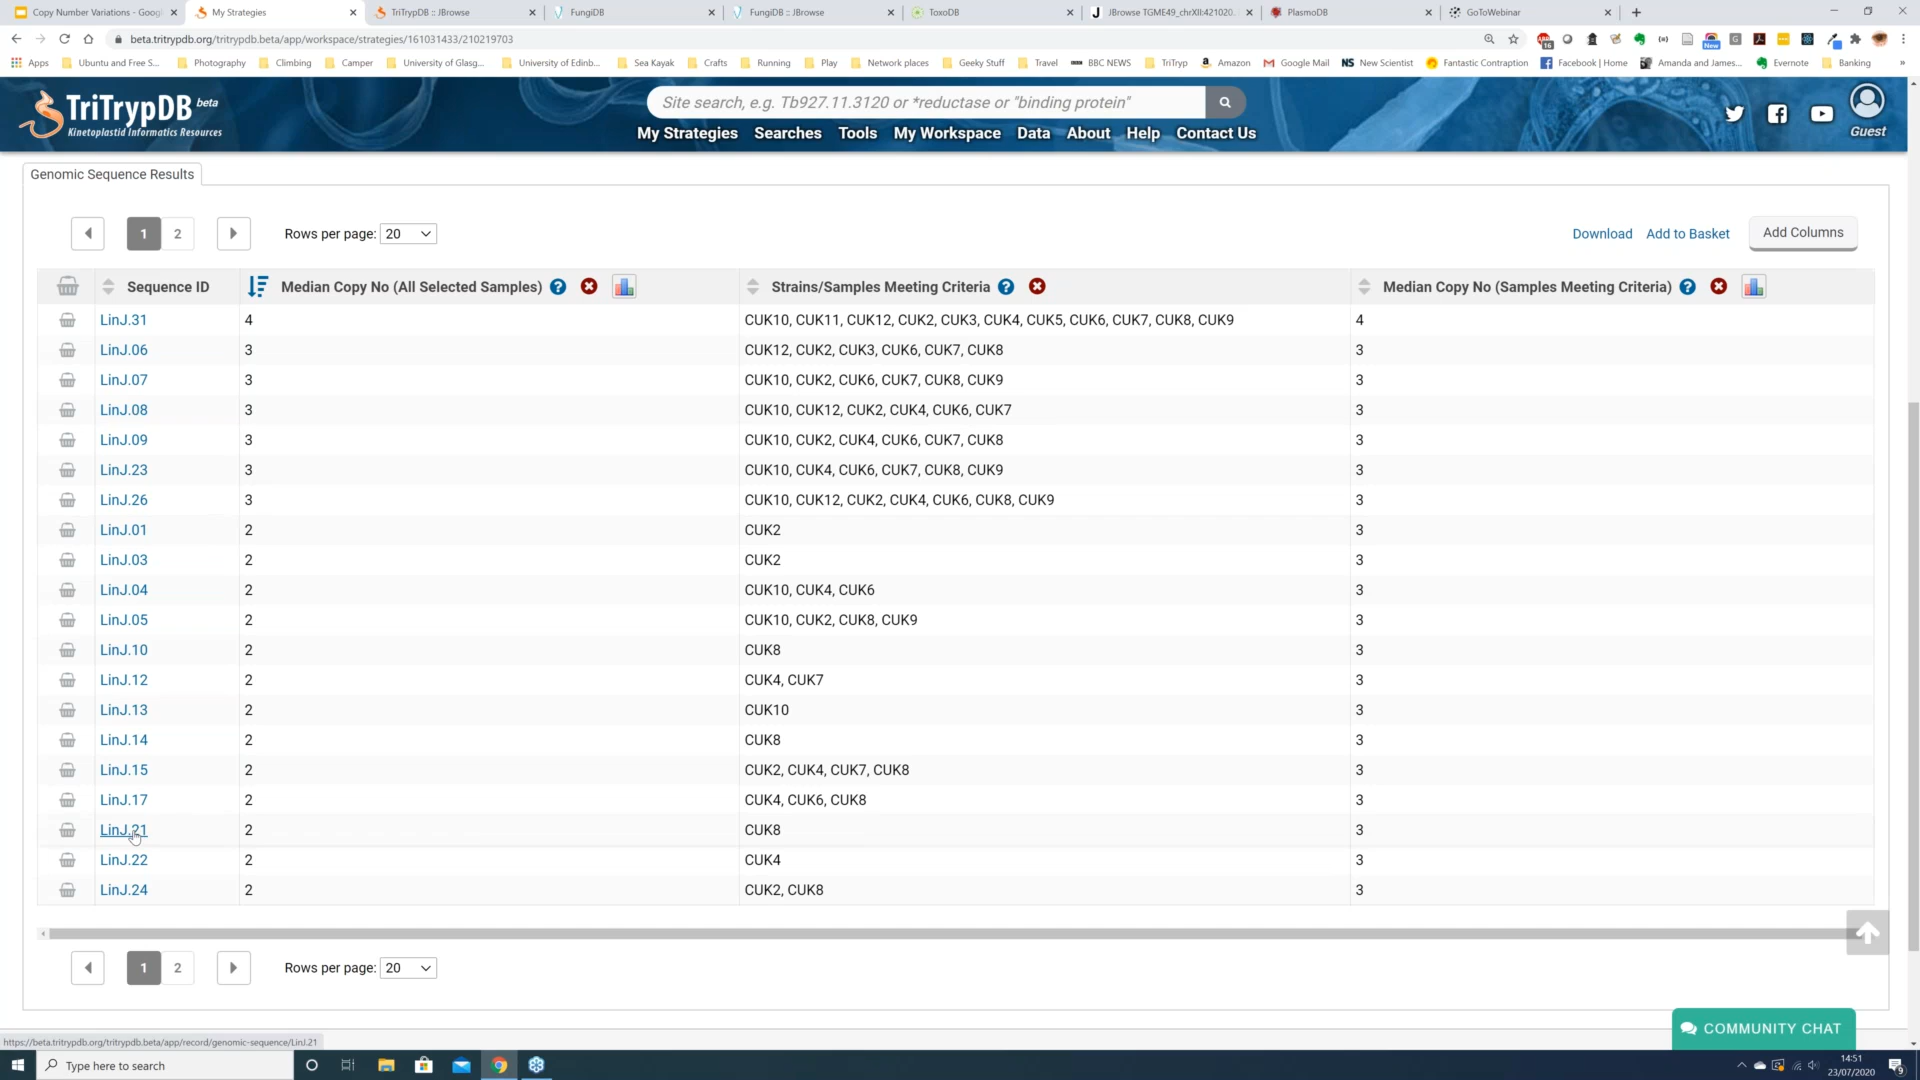 Copy Number Variations - Googl
My Strategies
TriTrypDB :: JBrowse
FungiDB
FungiDB :: JBrowse
ToxoDB
JBrowse TGME49_chrXII:421020.
PlasmoDB
GoToWebinar
beta.tritrypdb.org/tritrypdb.beta/app/workspace/strategies/161031433/210219703
Apps Ubuntu and Free S... Photography Climbing Camper University of Glasg... University of Edinb... Sea Kayak Crafts Running Play Network places Geeky Stuff Travel BBC NEWS TriTryp Amazon Google Mail NS New Scientist Fantastic Contraption Facebook | Home Amanda and James... Evernote Banking »
TriTrypDB beta
Kinetoplastid Informatics Resources
Site search, e.g. Tb927.11.3120 or *reductase or "binding protein"
My Strategies Searches Tools My Workspace Data About Help Contact Us
Guest
Genomic Sequence Results
1 2 Rows per page: 20 Download Add to Basket Add Columns
Sequence ID Median Copy No (All Selected Samples) Strains/Samples Meeting Criteria Median Copy No (Samples Meeting Criteria)
LinJ.31 4 CUK10, CUK11, CUK12, CUK2, CUK3, CUK4, CUK5, CUK6, CUK7, CUK8, CUK9 4
LinJ.06 3 CUK12, CUK2, CUK3, CUK6, CUK7, CUK8 3
LinJ.07 3 CUK10, CUK2, CUK6, CUK7, CUK8, CUK9 3
LinJ.08 3 CUK10, CUK12, CUK2, CUK4, CUK6, CUK7 3
LinJ.09 3 CUK10, CUK2, CUK4, CUK6, CUK7, CUK8 3
LinJ.23 3 CUK10, CUK4, CUK6, CUK7, CUK8, CUK9 3
LinJ.26 3 CUK10, CUK12, CUK2, CUK4, CUK6, CUK8, CUK9 3
LinJ.01 2 CUK2 3
LinJ.03 2 CUK2 3
LinJ.04 2 CUK10, CUK4, CUK6 3
LinJ.05 2 CUK10, CUK2, CUK8, CUK9 3
LinJ.10 2 CUK8 3
LinJ.12 2 CUK4, CUK7 3
LinJ.13 2 CUK10 3
LinJ.14 2 CUK8 3
LinJ.15 2 CUK2, CUK4, CUK7, CUK8 3
LinJ.17 2 CUK4, CUK6, CUK8 3
LinJ.21 2 CUK8 3
LinJ.22 2 CUK4 3
LinJ.24 2 CUK2, CUK8 3
1 2 Rows per page: 20
COMMUNITY CHAT
https://beta.tritrypdb.org/tritrypdb.beta/app/record/genomic-sequence/LinJ.21
Type here to search
14:51
23/07/2020